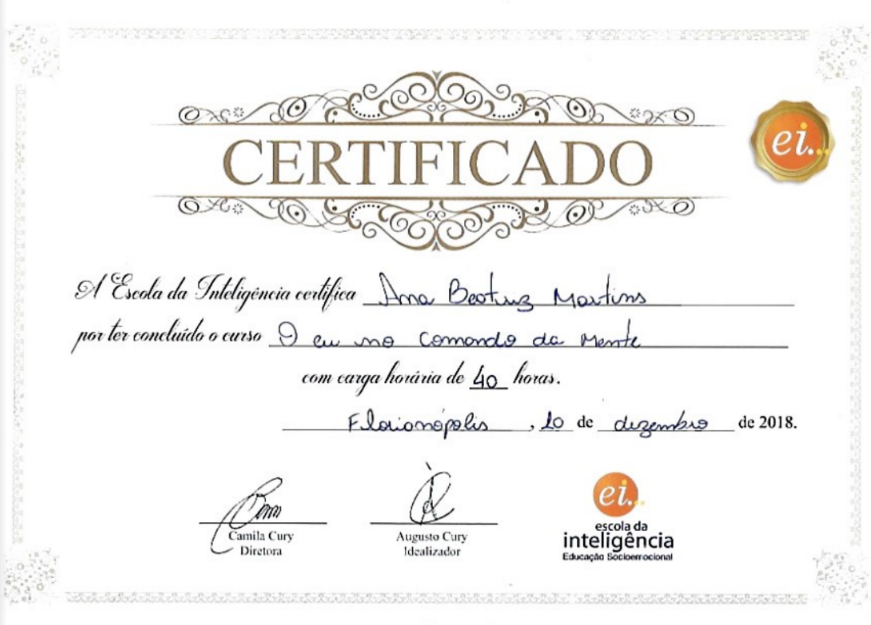 ei...
CERTIFICADO
A Escola da Inteligência certifica Ana Beatriz Martins
por ter concluído o curso O eu no Comando da Mente
com carga horária de 40 horas.
Florianópolis, 10 de dezembro de 2018.
Camila Cury
Diretora
Augusto Cury
Idealizador
ei...
escola da
inteligência
Educação Socioemocional